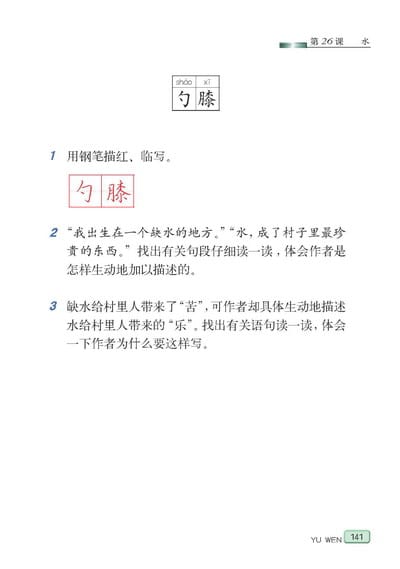 第26课 水
sháo xī
勺膝
1 用钢笔描红、临写。
勺膝
2 “我出生在一个缺水的地方。”“水,成了村子里最珍
贵的东西。”找出有关句段仔细读一读,体会作者是
怎样生动地加以描述的。
3 缺水给村里人带来了“苦”,可作者却具体生动地描述
水给村里人带来的“乐”。找出有关语句读一读,体会
一下作者为什么要这样写。
YU WEN 141